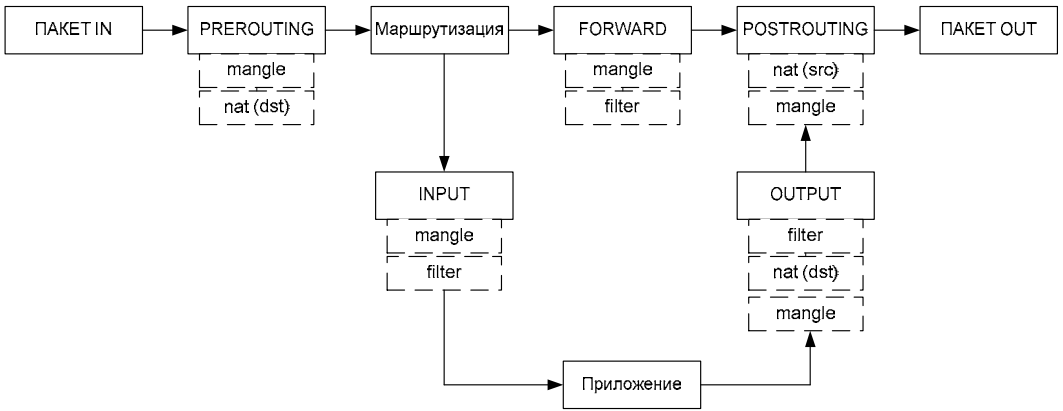 ПАКЕТ IN
PREROUTING
Маршрутизация
FORWARD
POSTROUTING
ПАКЕТ OUT
mangle
mangle
nat (src)
nat (dst)
filter
mangle
INPUT
OUTPUT
mangle
filter
filter
nat (dst)
mangle
Приложение